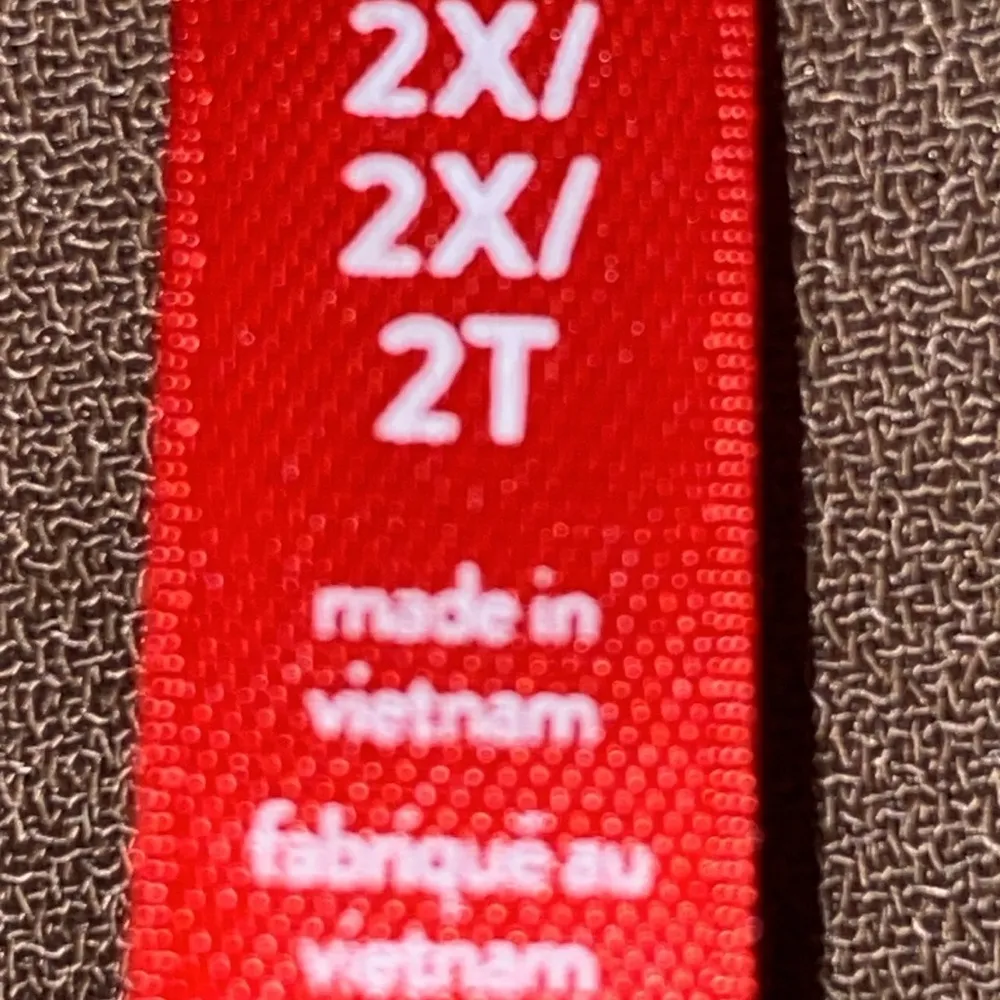 2X/
2X/
2T
made in
vietnam
fabriqué au
vietnam